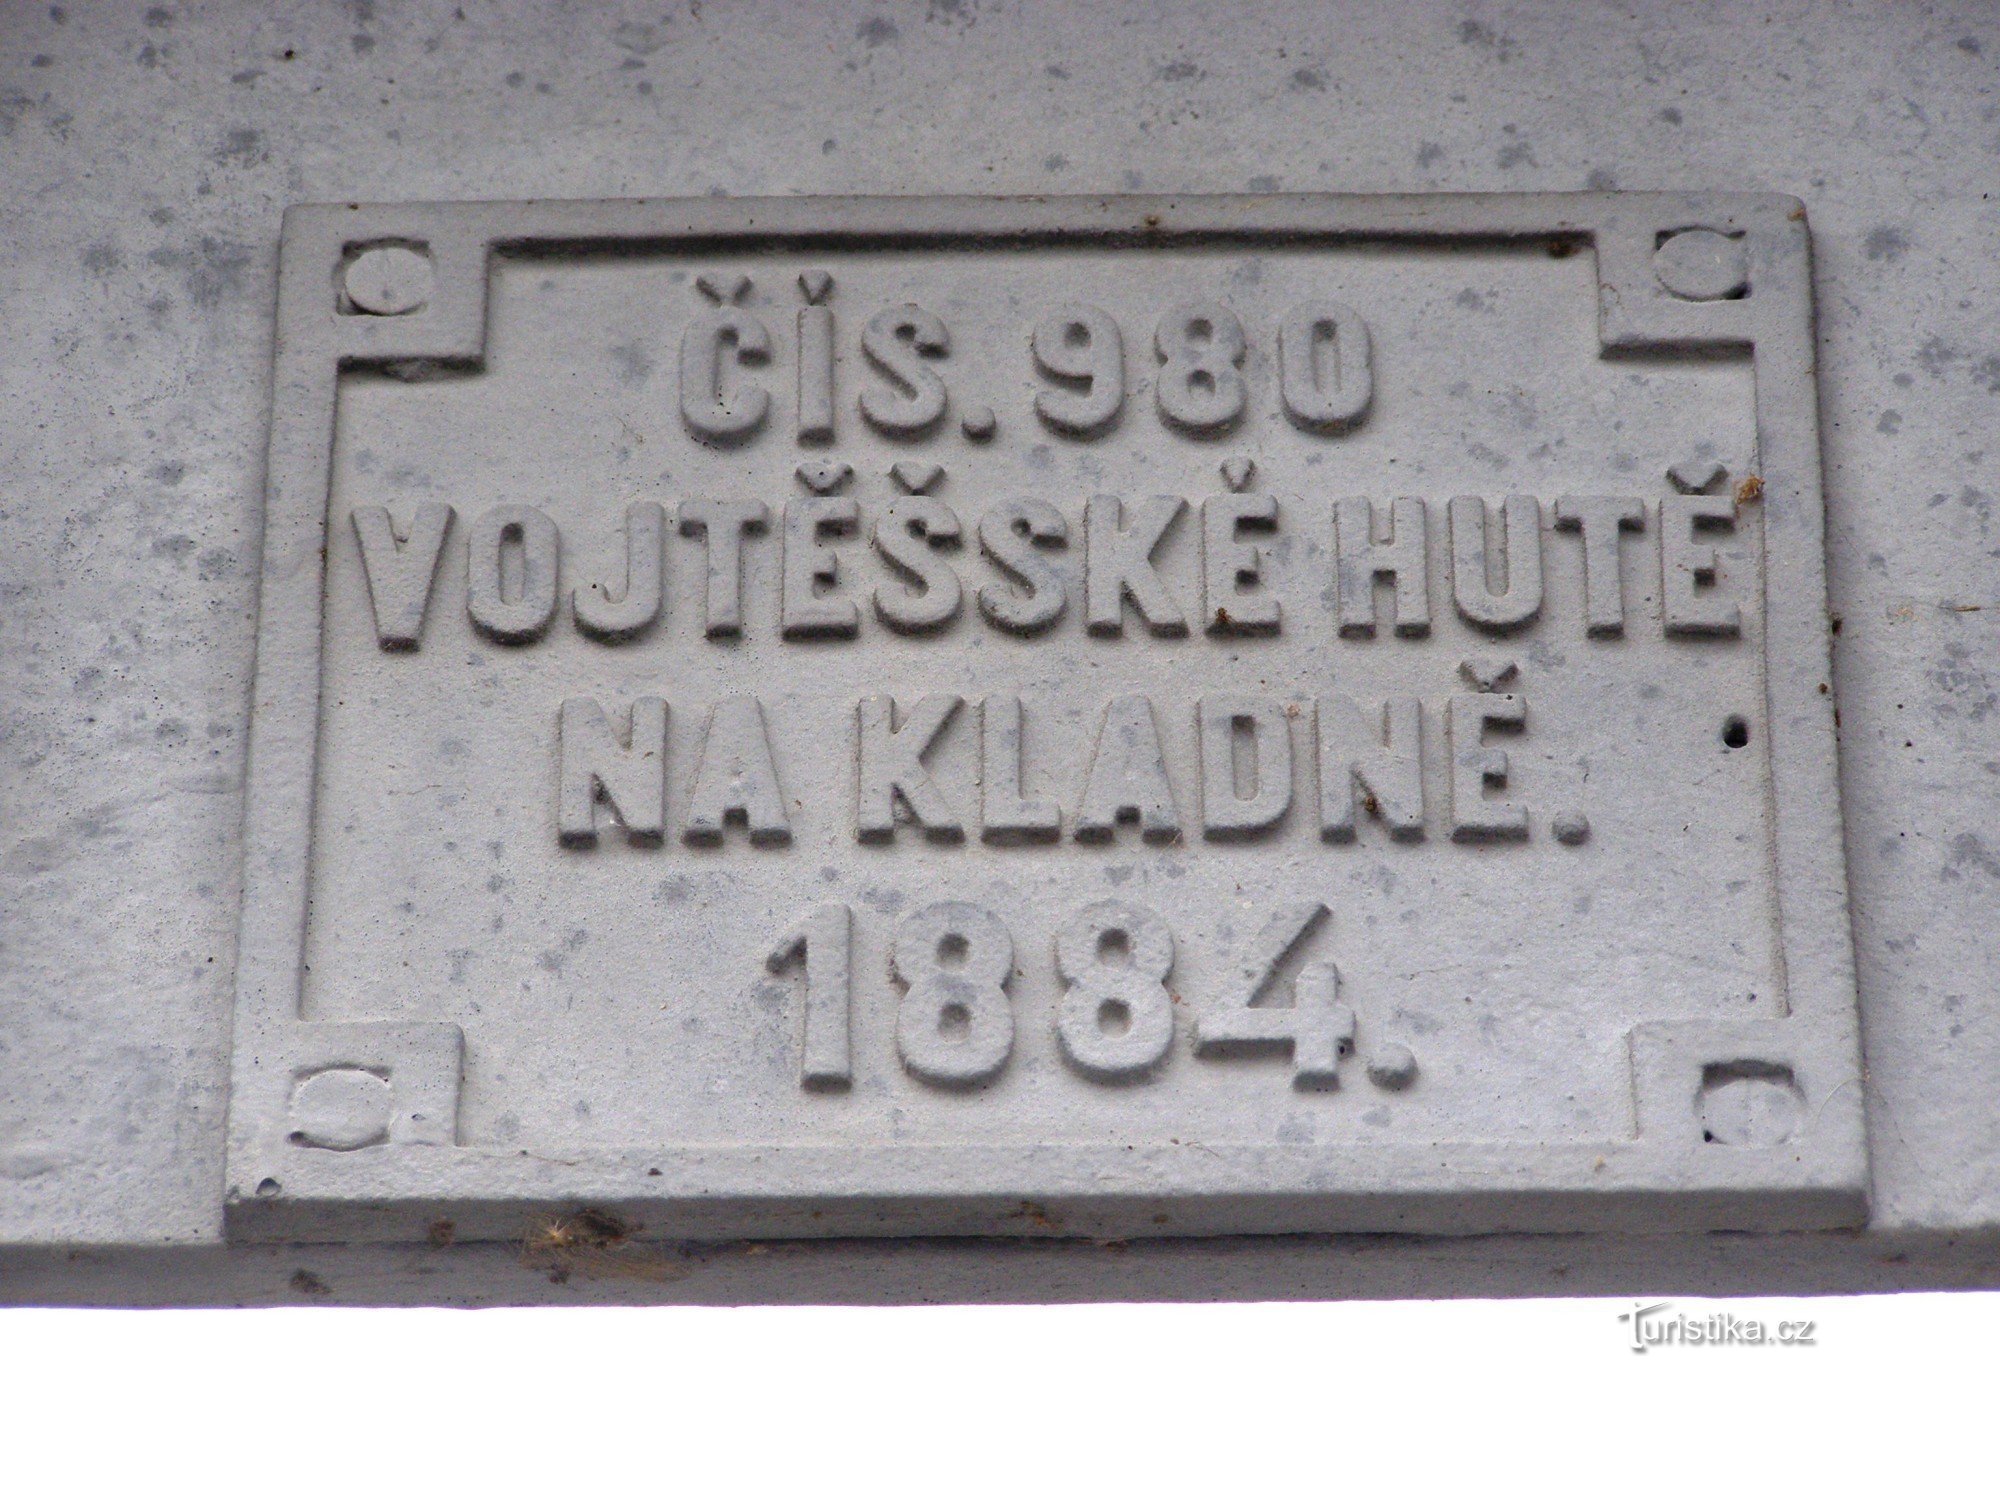 ČÍS. 980
VOJTĚŠSKÉ HUTĚ
NA KLADNĚ.
1884.
Turistika.cz